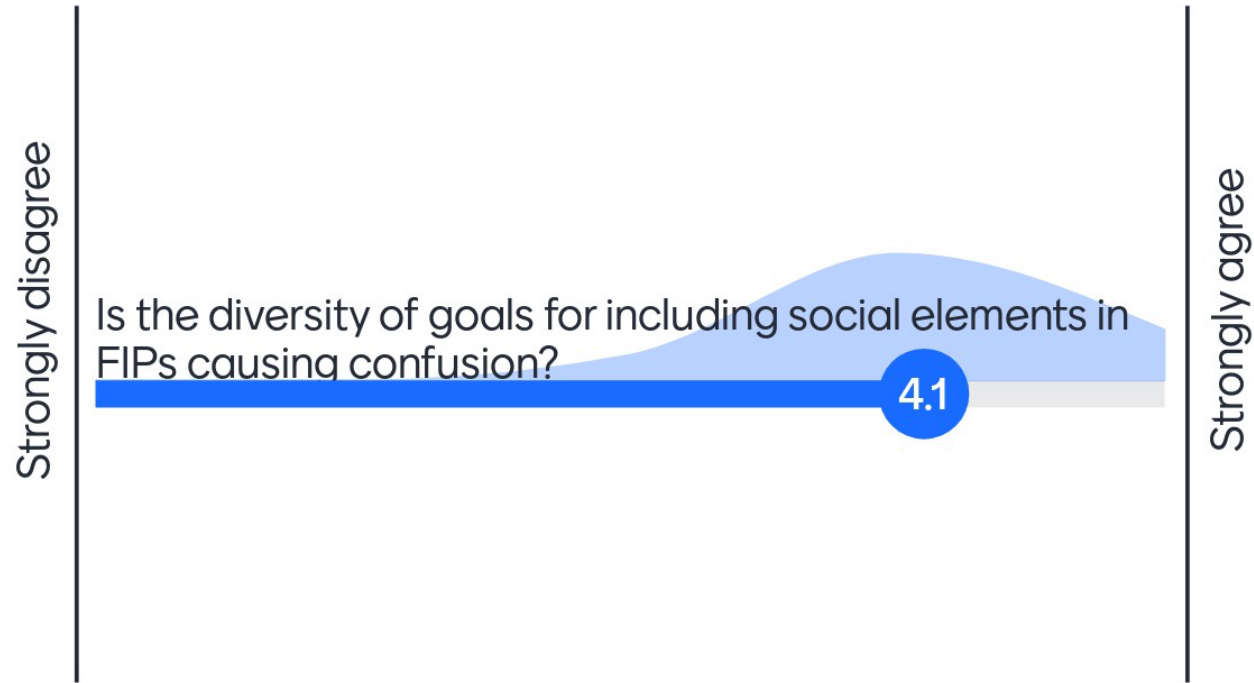 Strongly disagree
Is the diversity of goals for including social elements in
FIPs causing confusion?
4.1
Strongly agree